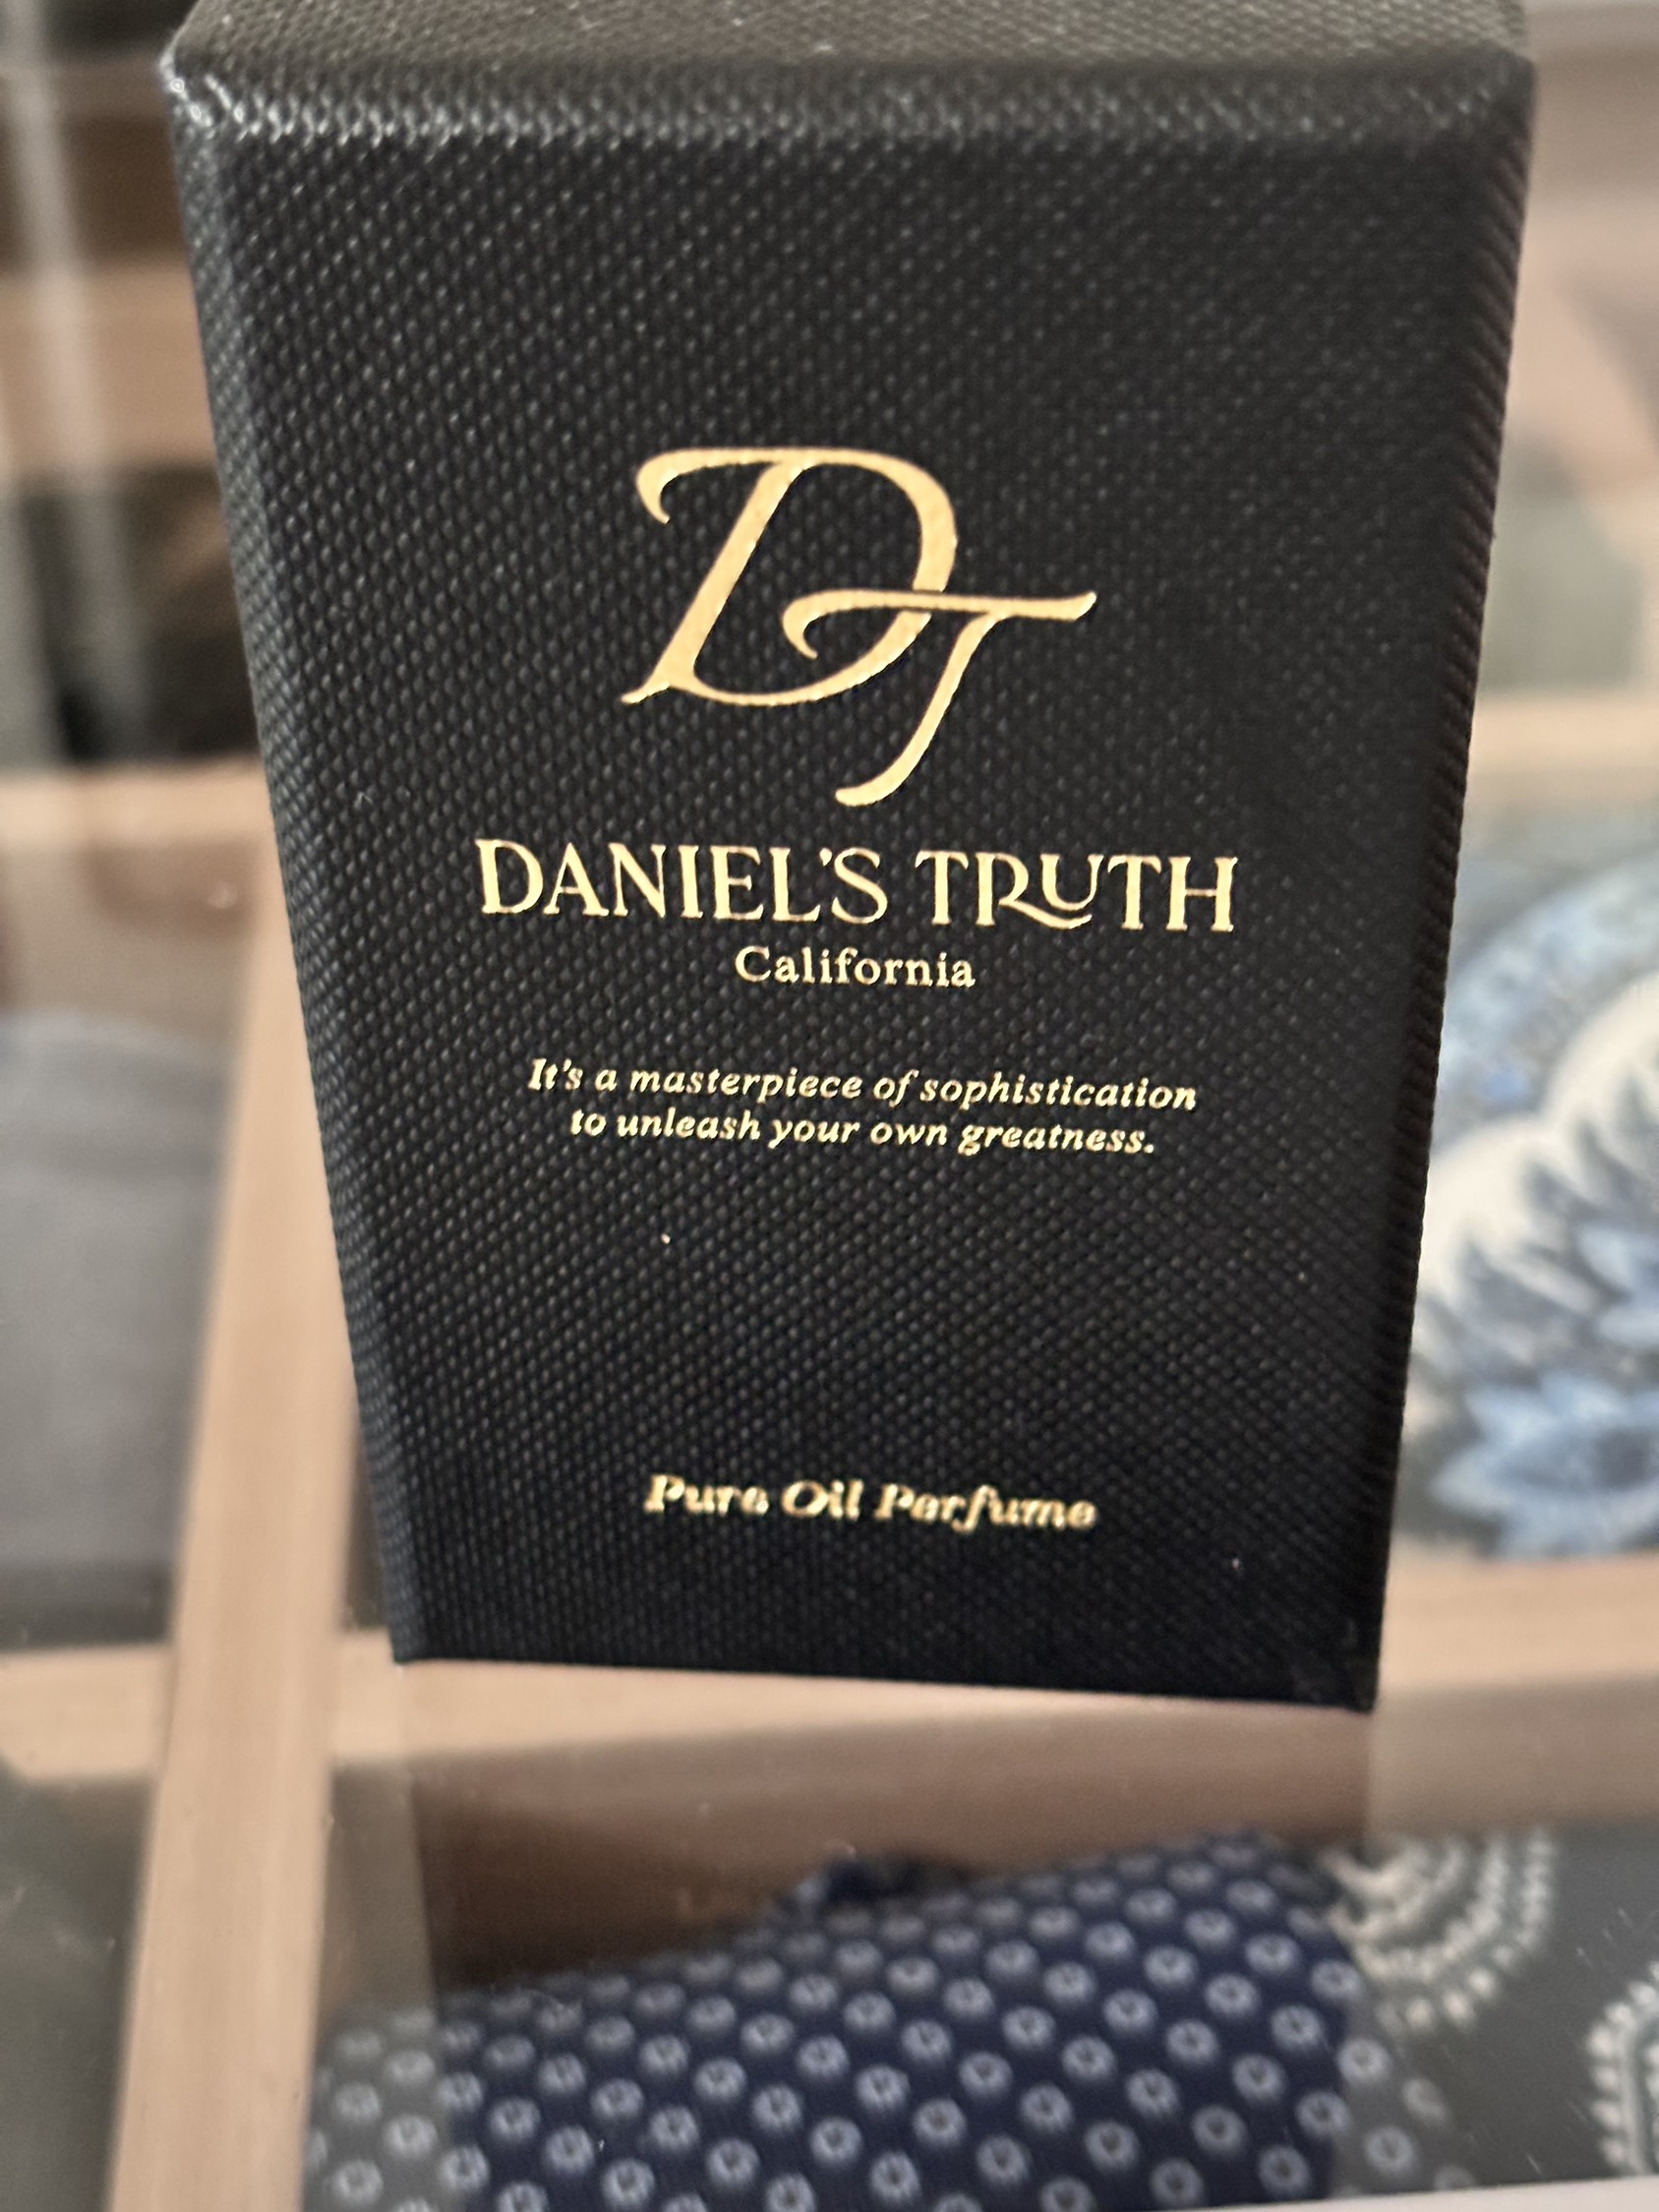 DT
DANIEL'S TRUTH
California
It's a masterpiece of sophistication
to unleash your own greatness.
Pure Oil Perfume